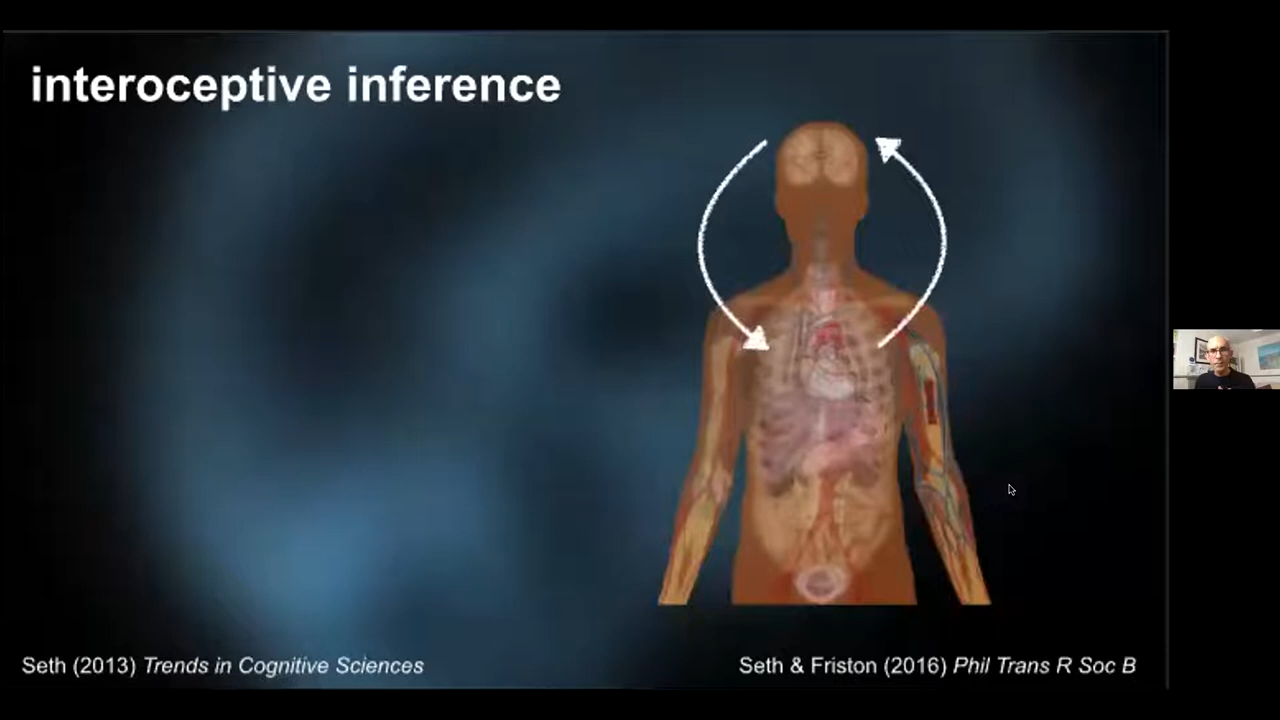 interoceptive inference
Seth (2013) Trends in Cognitive Sciences
Seth & Friston (2016) Phil Trans R Soc B